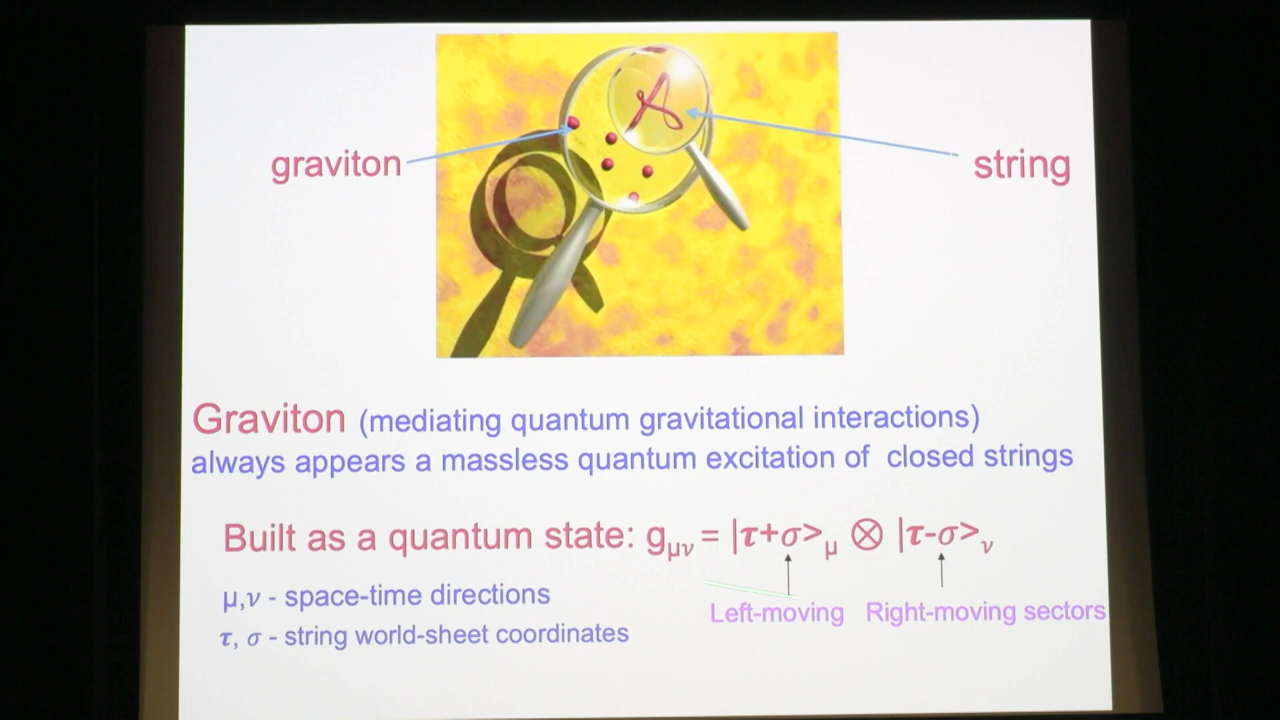 graviton
string
Graviton (mediating quantum gravitational interactions)
always appears a massless quantum excitation of closed strings
Built as a quantum state: gμν = |τ+σ>μ ⊗ |τ-σ>ν
μ,ν - space-time directions
Left-moving Right-moving sectors
τ, σ - string world-sheet coordinates